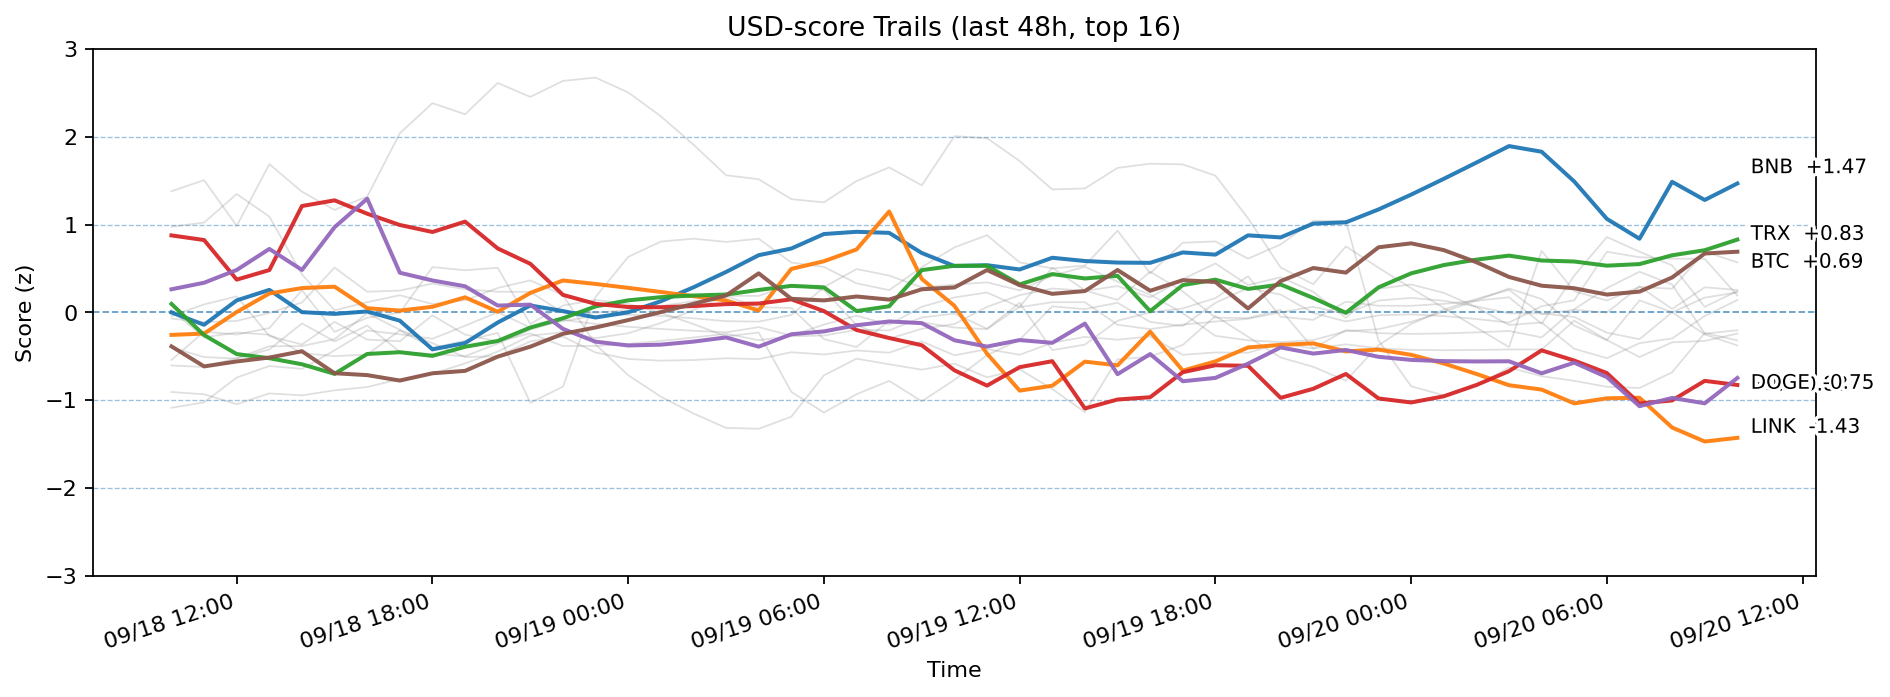 USD-score Trails (last 48h, top 16)
3
2
1
0
−1
−2
−3
Score (z)
BNB +1.47
TRX +0.83
BTC +0.69
DOGE -0.75
LINK -1.43
09/18 12:00
09/18 18:00
09/19 00:00
09/19 06:00
09/19 12:00
09/19 18:00
09/20 00:00
09/20 06:00
09/20 12:00
Time